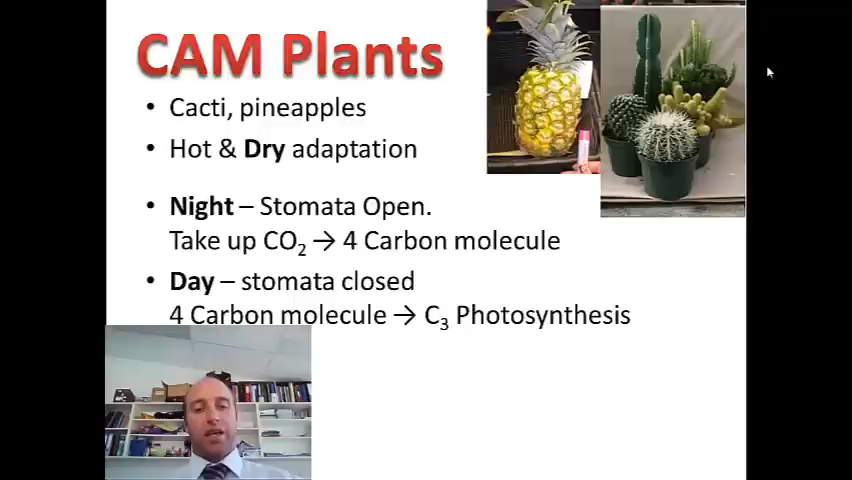 CAM Plants
• Cacti, pineapples
• Hot & Dry adaptation
• Night – Stomata Open.
Take up CO₂ → 4 Carbon molecule
• Day – stomata closed
4 Carbon molecule → C₃ Photosynthesis